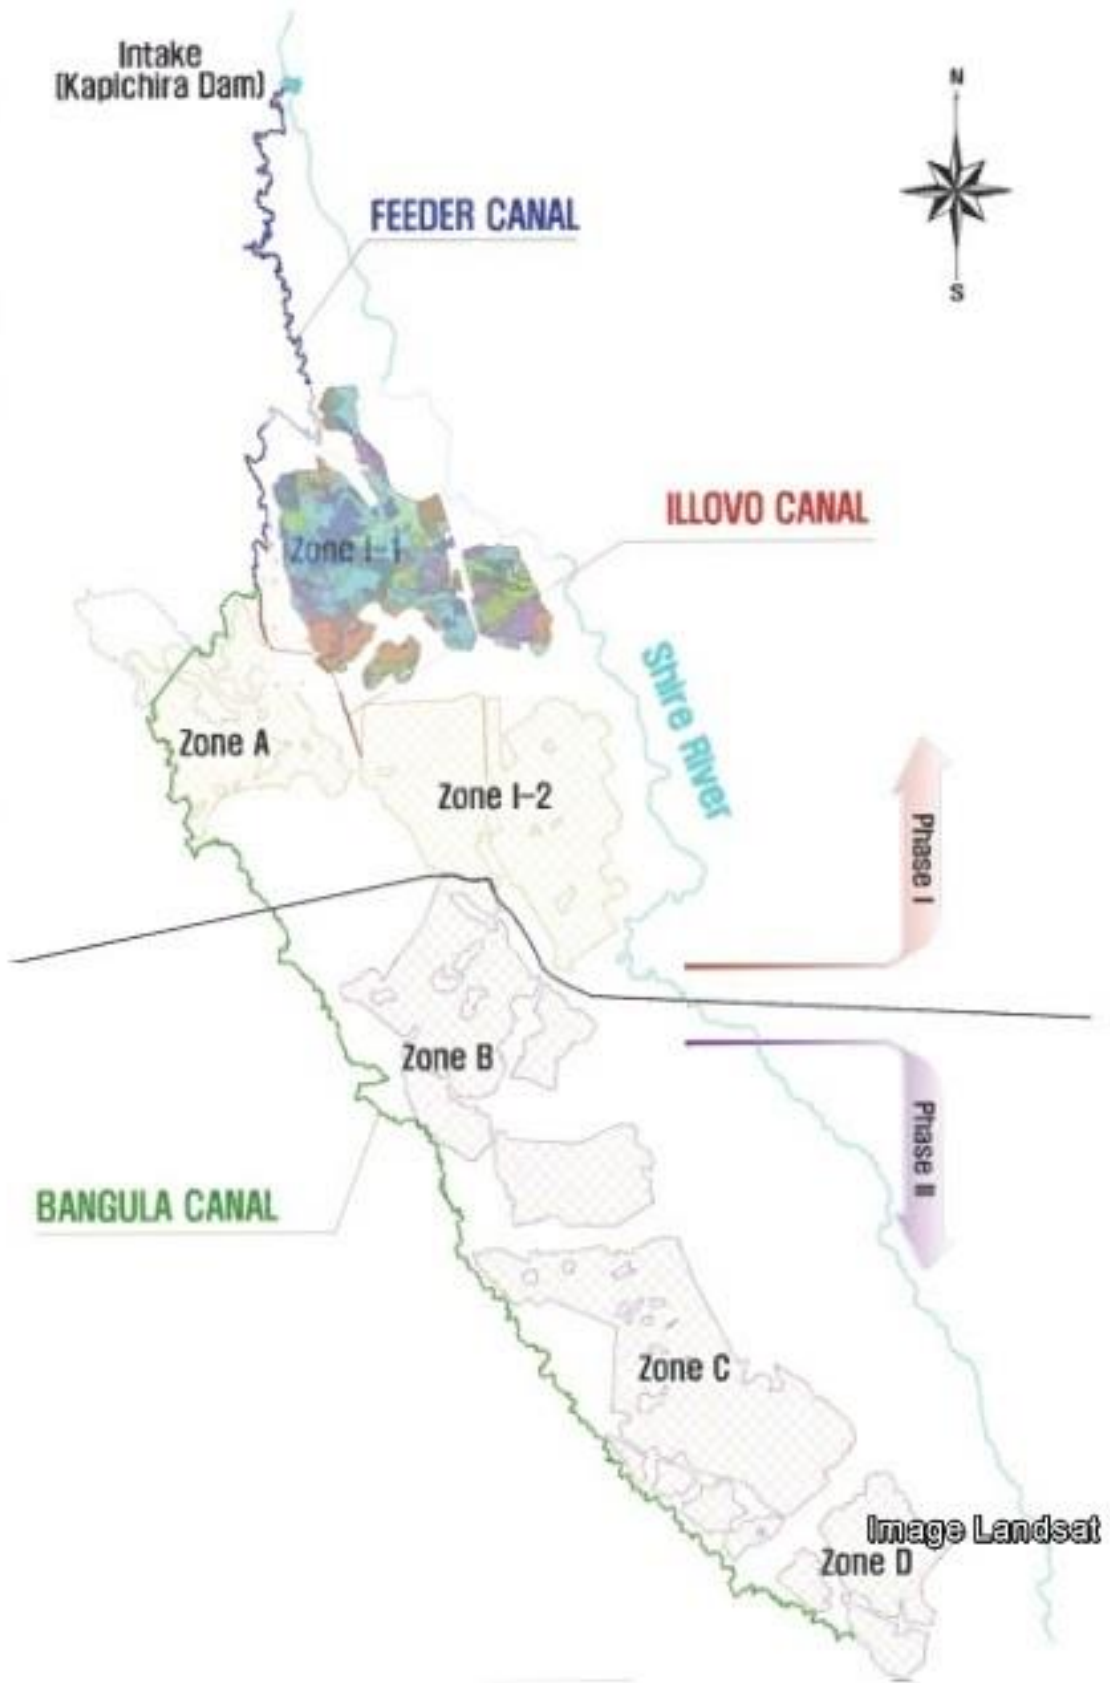 Intake
(Kapichira Dam)
N
S
FEEDER CANAL
ILLOVO CANAL
Zone I-1
Shire River
Zone A
Zone I-2
Phase I
Zone B
Phase II
BANGULA CANAL
Zone C
Image Landsat
Zone D